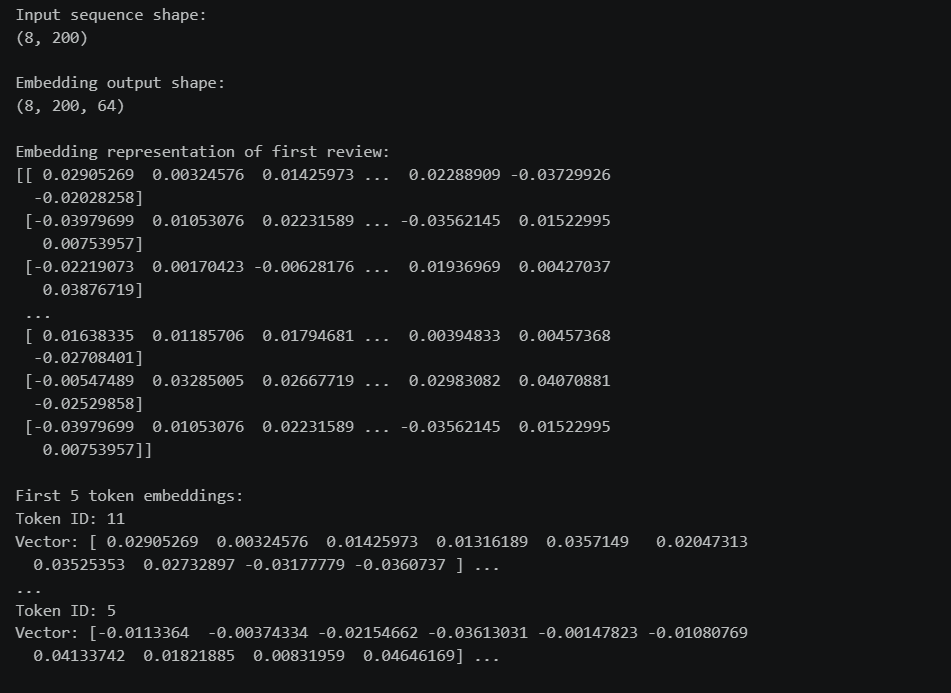 Input sequence shape:
(8, 200)
Embedding output shape:
(8, 200, 64)
Embedding representation of first review:
[[ 0.02905269  0.00324576  0.01425973 ...  0.02288909 -0.03729926
  -0.02028258]
 [-0.03979699  0.01053076  0.02231589 ... -0.03562145  0.01522995
   0.00753957]
 [-0.02219073  0.00170423 -0.00628176 ...  0.01936969  0.00427037
   0.03876719]
 ...
 [ 0.01638335  0.01185706  0.01794681 ...  0.00394833  0.00457368
  -0.02708401]
 [-0.00547489  0.03285005  0.02667719 ...  0.02983082  0.04070881
  -0.02529858]
 [-0.03979699  0.01053076  0.02231589 ... -0.03562145  0.01522995
   0.00753957]]
First 5 token embeddings:
Token ID: 11
Vector: [ 0.02905269  0.00324576  0.01425973  0.01316189  0.0357149   0.02047313
  0.03525353  0.02732897 -0.03177779 -0.0360737 ] ...
...
Token ID: 5
Vector: [-0.0113364  -0.00374334 -0.02154662 -0.03613031 -0.00147823 -0.01080769
  0.04133742  0.01821885  0.00831959  0.04646169] ...